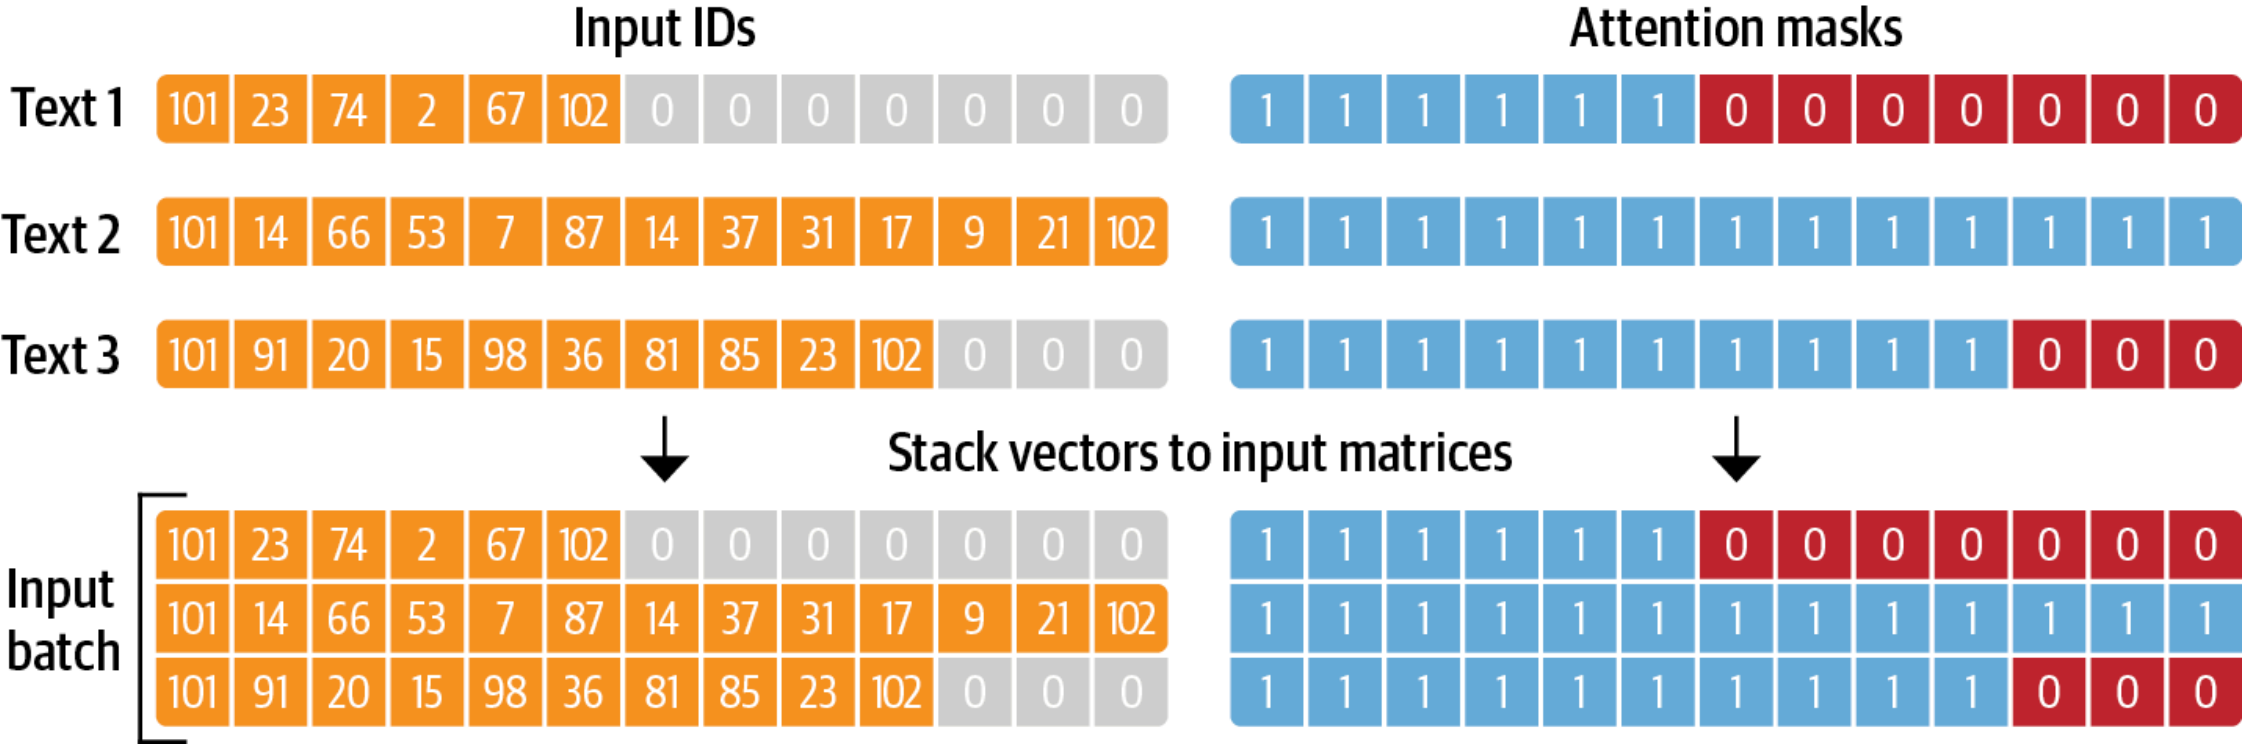 Input IDs Attention masks
Text 1 101 23 74 2 67 102 0 0 0 0 0 0 0 1 1 1 1 1 1 0 0 0 0 0 0 0
Text 2 101 14 66 53 7 87 14 37 31 17 9 21 102 1 1 1 1 1 1 1 1 1 1 1 1 1
Text 3 101 91 20 15 98 36 81 85 23 102 0 0 0 1 1 1 1 1 1 1 1 1 1 0 0 0
Stack vectors to input matrices
Input
batch
101 23 74 2 67 102 0 0 0 0 0 0 0 1 1 1 1 1 1 0 0 0 0 0 0 0
101 14 66 53 7 87 14 37 31 17 9 21 102 1 1 1 1 1 1 1 1 1 1 1 1 1
101 91 20 15 98 36 81 85 23 102 0 0 0 1 1 1 1 1 1 1 1 1 1 0 0 0